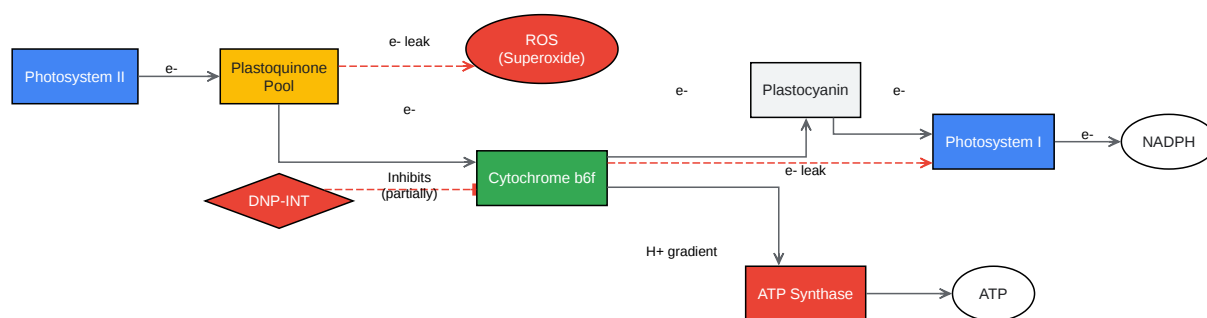 ROS
(Superoxide)
e- leak
Photosystem II
e-
Plastoquinone
Pool
e-
e-
Plastocyanin
e-
Photosystem I
e-
NADPH
Cytochrome b6f
e- leak
DNP-INT
Inhibits
(partially)
H+ gradient
ATP Synthase
ATP